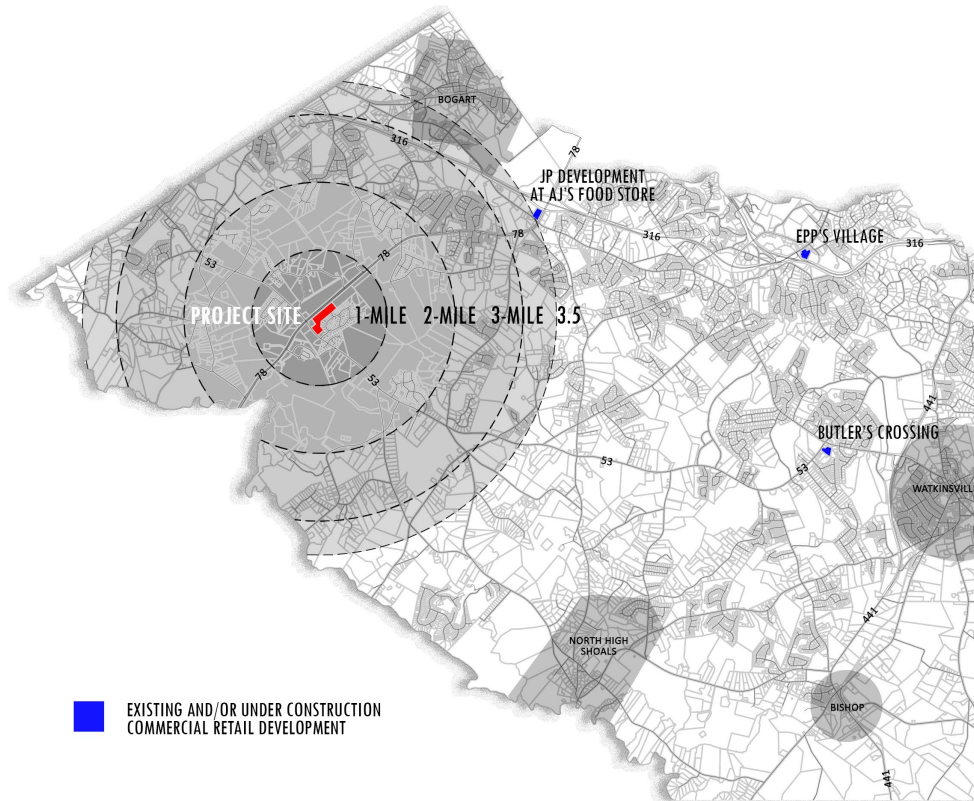 BOGART
316
78
JP DEVELOPMENT
AT AJ'S FOOD STORE
78
316
EPP'S VILLAGE
316
53
78
PROJECT SITE
1-MILE
2-MILE
3-MILE
3.5
78
53
441
BUTLER'S CROSSING
53
53
WATKINSVILL
441
NORTH HIGH
SHOALS
BISHOP
EXISTING AND/OR UNDER CONSTRUCTION
COMMERCIAL RETAIL DEVELOPMENT
441